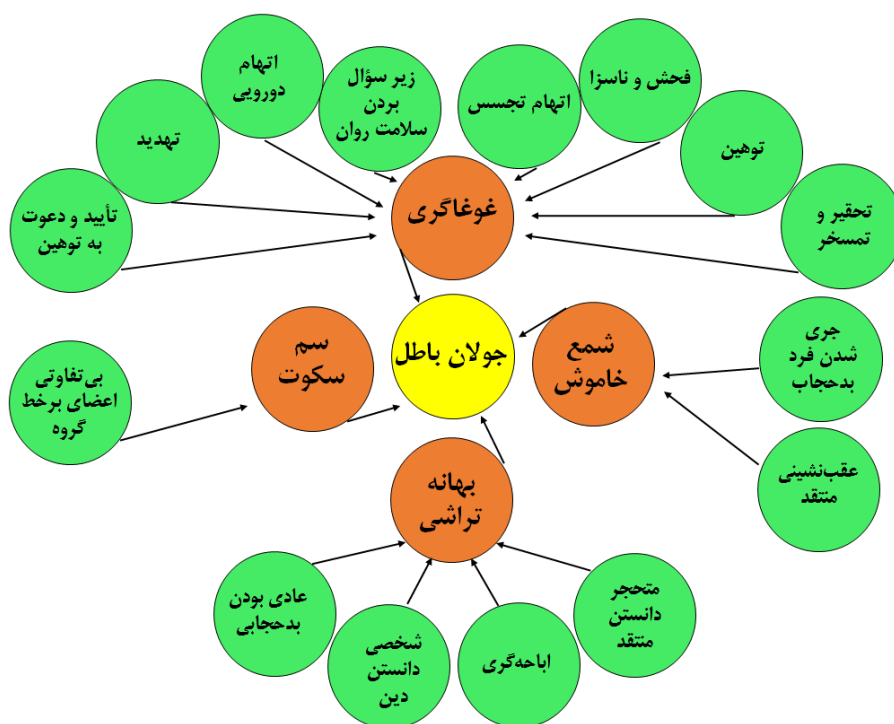 زیر سؤال
بردن
سلامت روان
اتهام
دورویی
تهدید
تأیید و دعوت
به توهین
اتهام تجسس
فحش و ناسزا
توهین
تحقیر و
تمسخر
غوغاگری
جولان باطل
شمع
خاموش
سم
سکوت
بهانه
تراشی
جری
شدن فرد
بدحجاب
عقب‌نشینی
منتقد
بی‌تفاوتی
اعضای برخط
گروه
متحجر
دانستن
منتقد
اباحه‌گری
شخصی
دانستن
دین
عادی بودن
بدحجابی